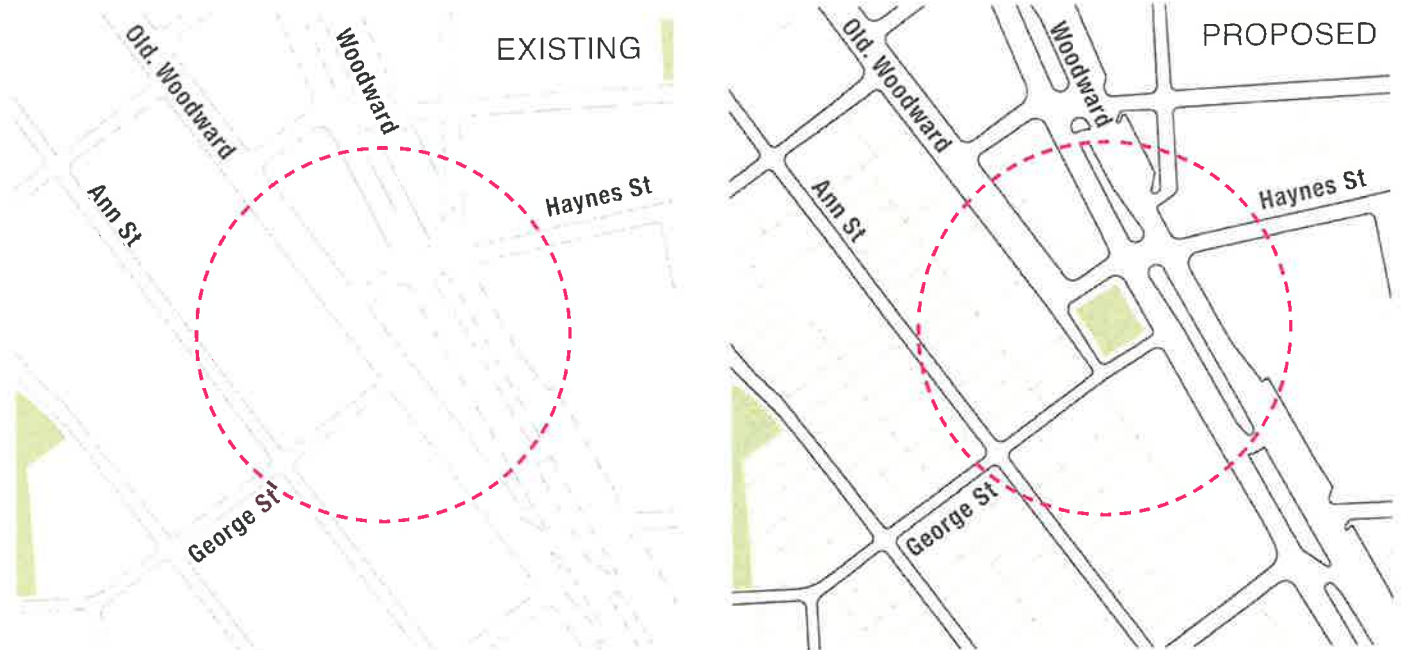 EXISTING
Old. Woodward
Woodward
Ann St
Haynes St
George St
PROPOSED
Old. Woodward
Woodward
Ann St
Haynes St
George St